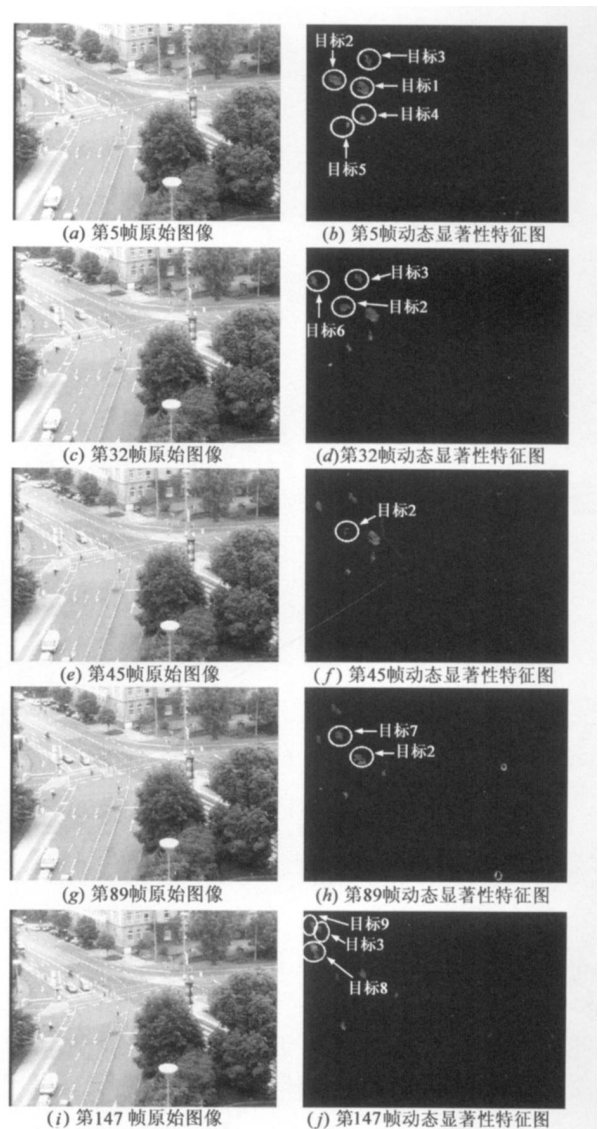 目标2
目标3
目标1
目标4
目标5
(a) 第5帧原始图像
(b) 第5帧动态显著性特征图
目标3
目标2
目标6
(c) 第32帧原始图像
(d)第32帧动态显著性特征图
目标2
(e) 第45帧原始图像
(f) 第45帧动态显著性特征图
目标7
目标2
(g) 第89帧原始图像
(h) 第89帧动态显著性特征图
目标9
目标3
目标8
(i) 第147 帧原始图像
(j) 第147帧动态显著性特征图